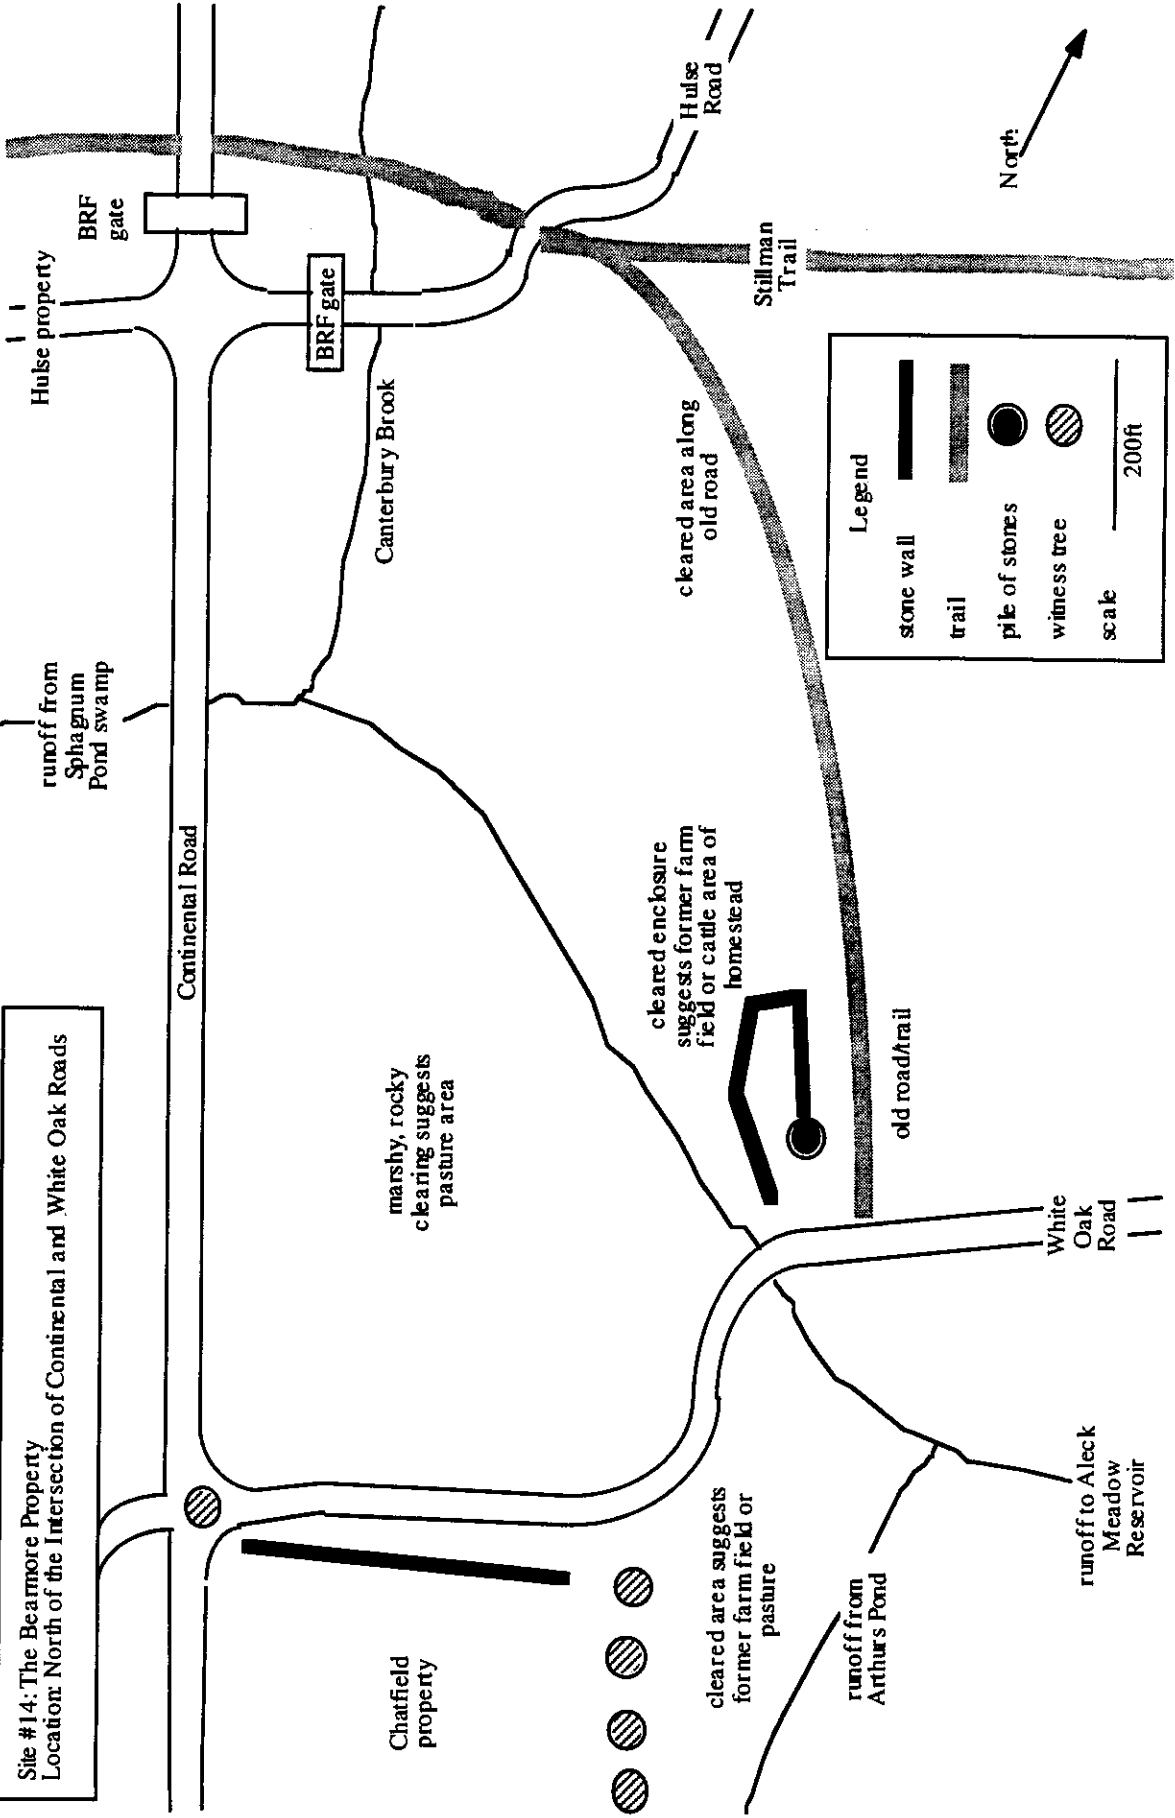 Site #14: The Bearmore Property
Location: North of the Intersection of Continental and White Oak Roads
Continental Road
runoff from
Sphagnum
Pond swamp
Hulse property
BRF
gate
BRF gate
Canterbury Brook
Hulse
Road
North
Stillman
Trail
cleared area along
old road
marshy, rocky
clearing suggests
pasture area
cleared enclosure
suggests former farm
field or cattle area of
homestead
old road/trail
White
Oak
Road
Chatfield
property
cleared area suggests
former farm field or
pasture
runoff from
Arthurs Pond
runoff to Aleck
Meadow
Reservoir
Legend
stone wall
trail
pile of stones
witness tree
scale
200ft